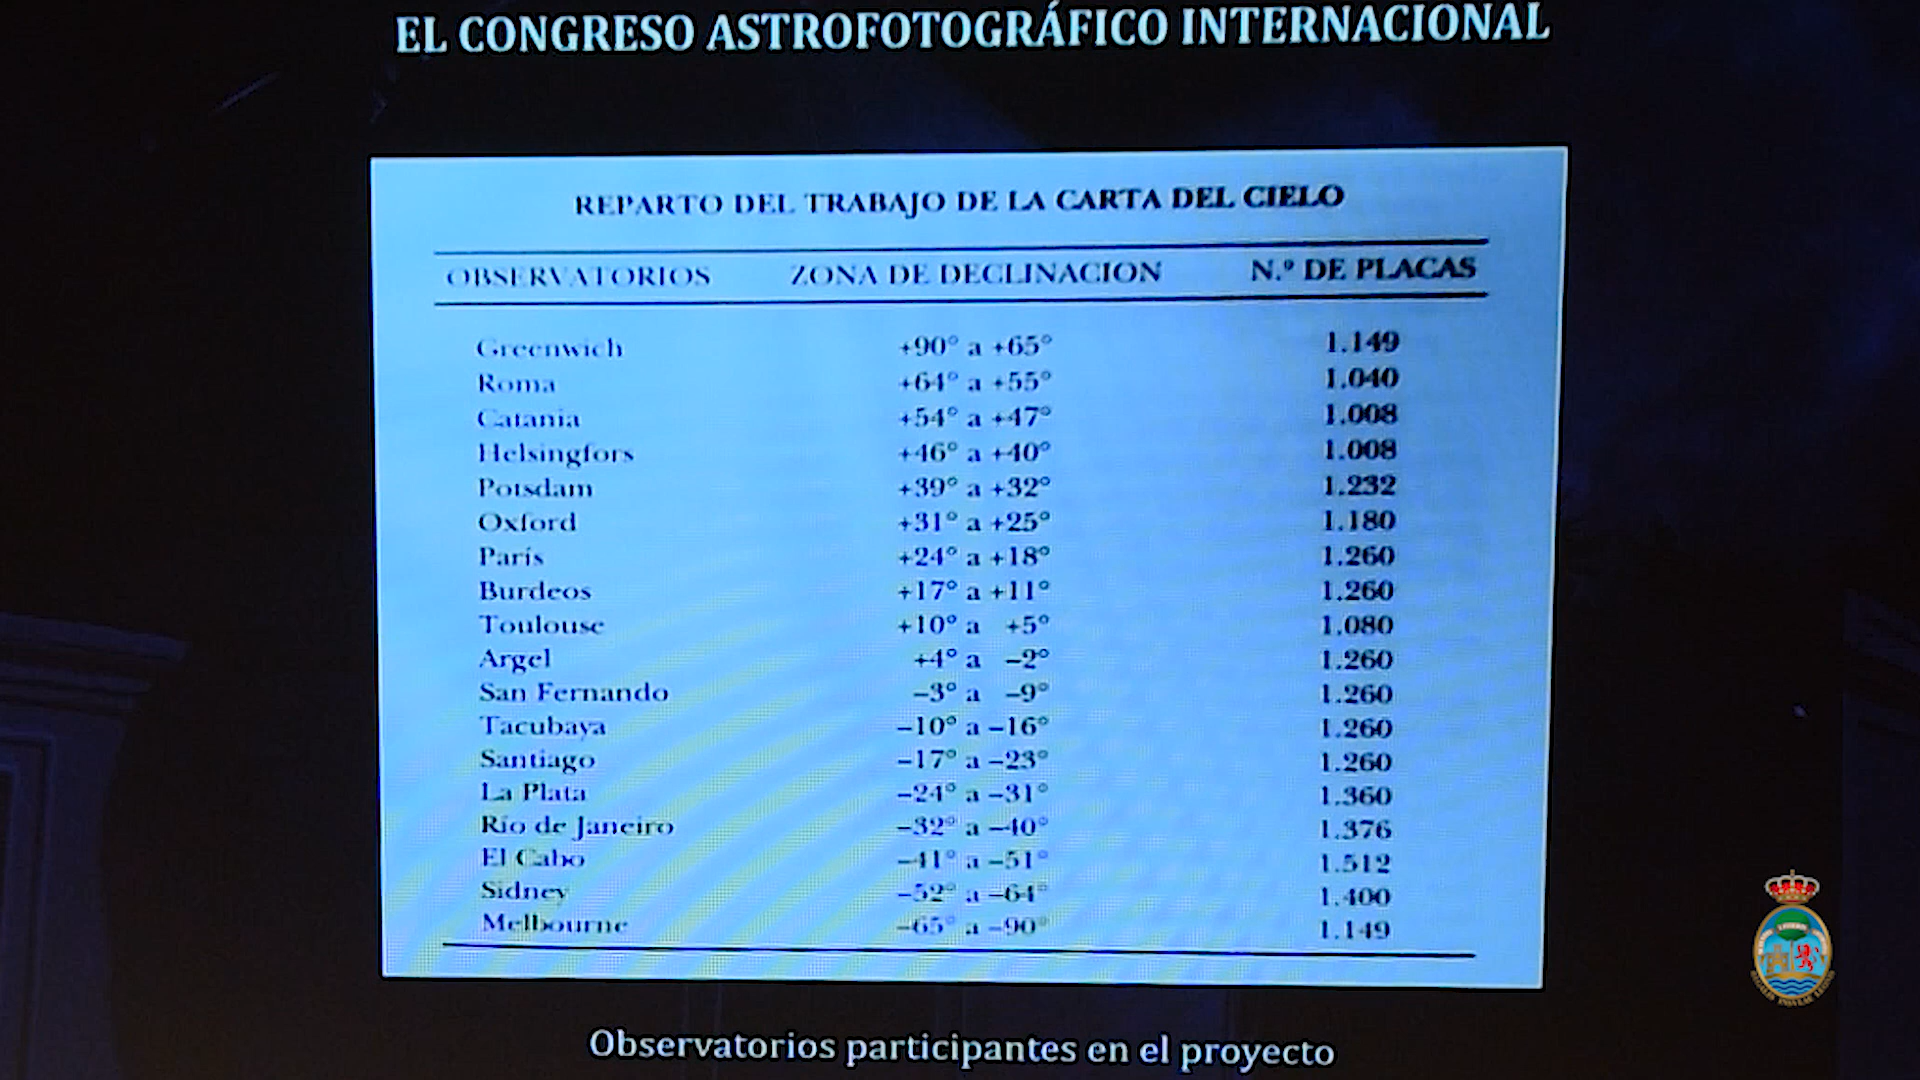 EL CONGRESO ASTROFOTOGRÁFICO INTERNACIONAL
REPARTO DEL TRABAJO DE LA CARTA DEL CIELO
OBSERVATORIOS ZONA DE DECLINACION N.º DE PLACAS
Greenwich +90° a +65° 1.149
Roma +64° a +55° 1.040
Catania +54° a +47° 1.008
Helsingfors +46° a +40° 1.008
Potsdam +39° a +32° 1.232
Oxford +31° a +25° 1.180
París +24° a +18° 1.260
Burdeos +17° a +11° 1.260
Toulouse +10° a +5° 1.080
Argel +4° a –2° 1.260
San Fernando –3° a –9° 1.260
Tacubaya –10° a –16° 1.260
Santiago –17° a –23° 1.260
La Plata –24° a –31° 1.360
Río de Janeiro –32° a –40° 1.376
El Cabo –41° a –51° 1.512
Sidney –52° a –64° 1.400
Melbourne –65° a –90° 1.149
Observatorios participantes en el proyecto